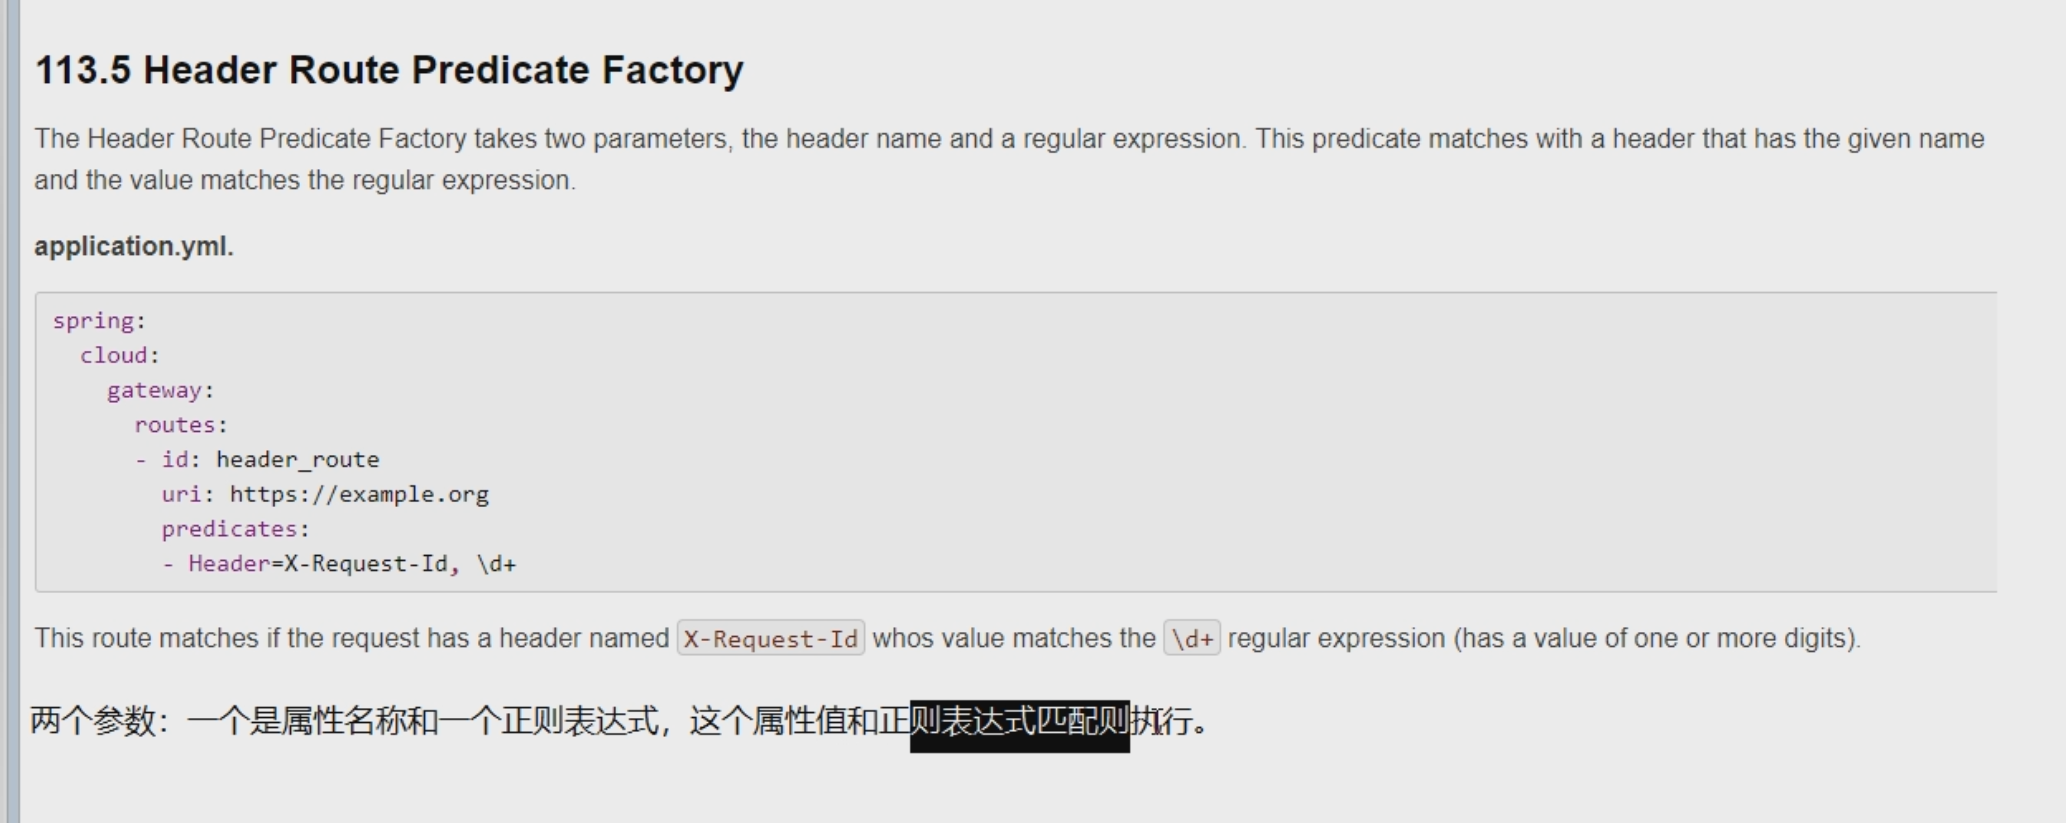 113.5 Header Route Predicate Factory
The Header Route Predicate Factory takes two parameters, the header name and a regular expression. This predicate matches with a header that has the given name
and the value matches the regular expression.
application.yml.
spring:
  cloud:
    gateway:
      routes:
      - id: header_route
        uri: https://example.org
        predicates:
        - Header=X-Request-Id, \d+
This route matches if the request has a header named X-Request-Id whos value matches the \d+ regular expression (has a value of one or more digits).
两个参数：一个是属性名称和一个正则表达式，这个属性值和正则表达式匹配则执行。